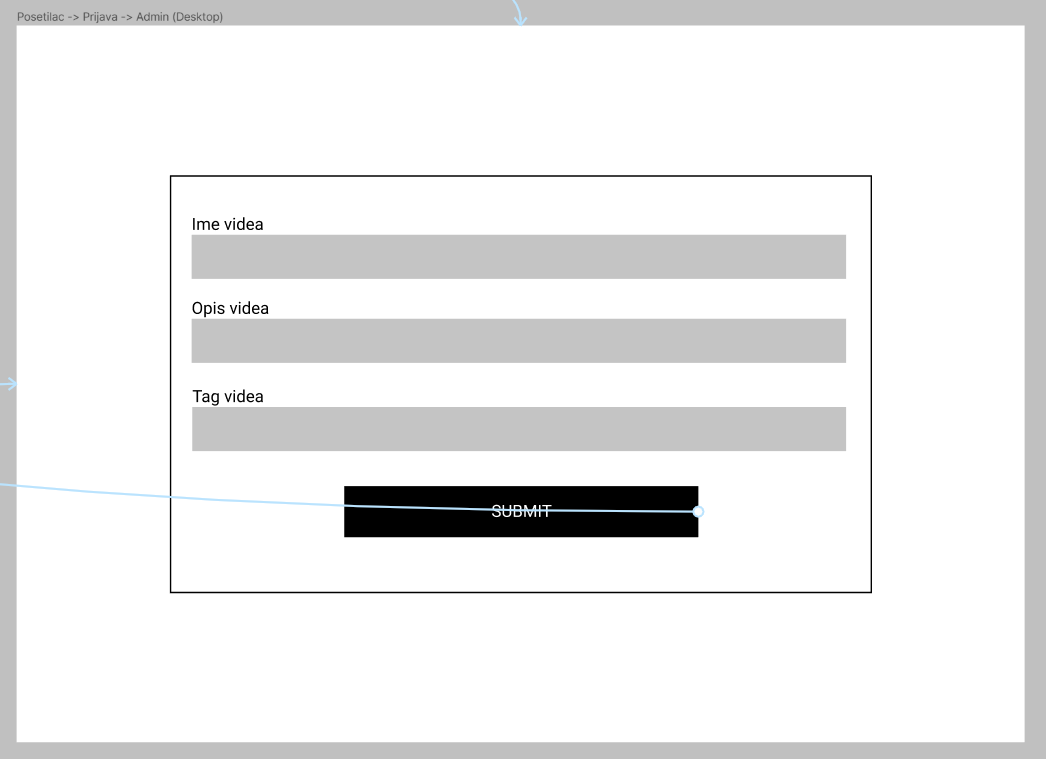 Posetilac -> Prijava -> Admin (Desktop)
Ime videa
Opis videa
Tag videa
SUBMIT